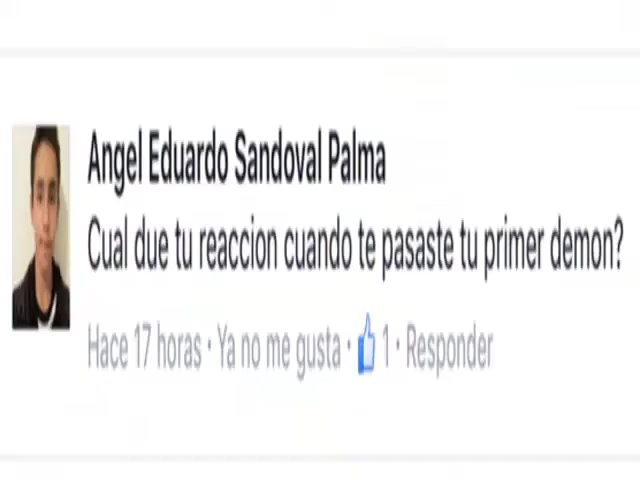 Angel Eduardo Sandoval Palma
Cual due tu reaccion cuando te pasaste tu primer demon?
Hace 17 horas · Ya no me gusta · 1 · Responder